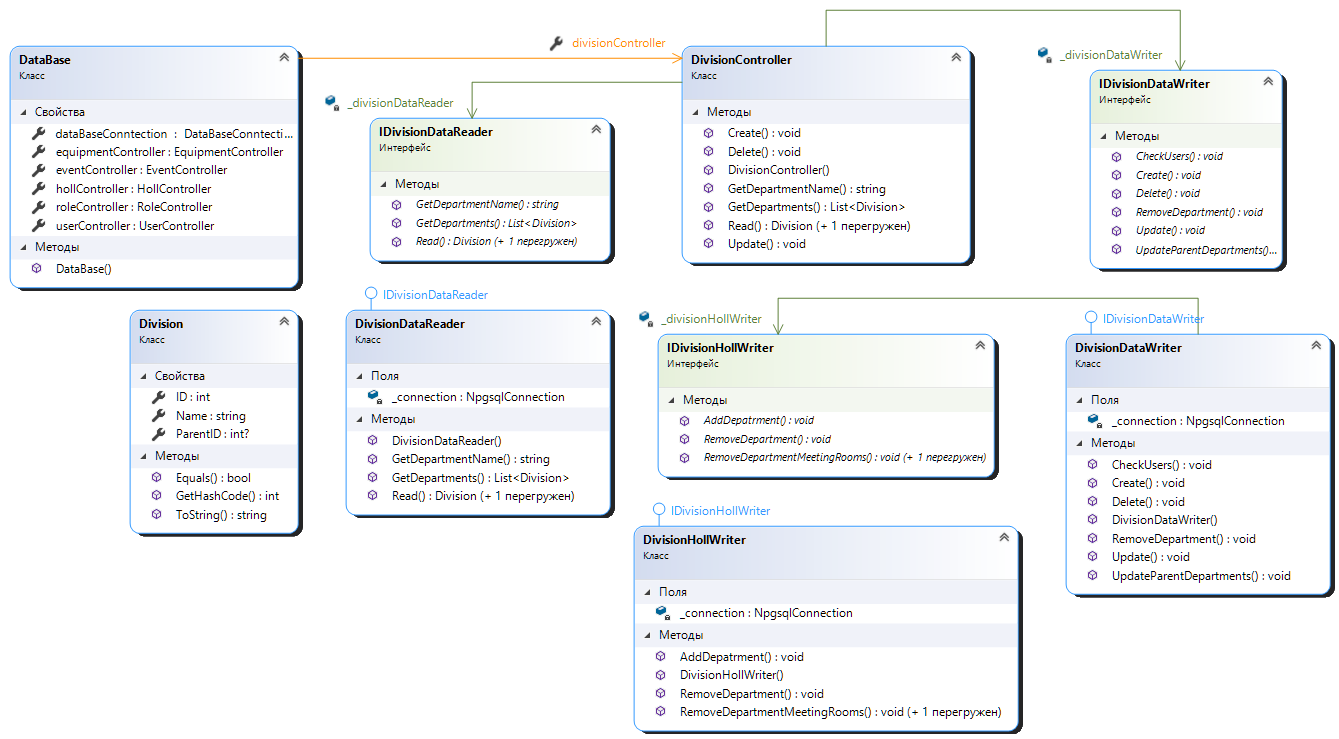 DataBase
Класс
Свойства
dataBaseConntection : DataBaseConntecti...
equipmentController : EquipmentController
eventController : EventController
hollController : HollController
roleController : RoleController
userController : UserController
Методы
DataBase()
divisionController
DivisionController
Класс
Методы
Create() : void
Delete() : void
DivisionController()
GetDepartmentName() : string
GetDepartments() : List<Division>
Read() : Division (+ 1 перегружен)
Update() : void
_divisionDataReader
IDivisionDataReader
Интерфейс
Методы
GetDepartmentName() : string
GetDepartments() : List<Division>
Read() : Division (+ 1 перегружен)
_divisionDataWriter
IDivisionDataWriter
Интерфейс
Методы
CheckUsers() : void
Create() : void
Delete() : void
RemoveDepartment() : void
Update() : void
UpdateParentDepartments()...
Division
Класс
Свойства
ID : int
Name : string
ParentID : int?
Методы
Equals() : bool
GetHashCode() : int
ToString() : string
IDivisionDataReader
DivisionDataReader
Класс
Поля
_connection : NpgsqlConnection
Методы
DivisionDataReader()
GetDepartmentName() : string
GetDepartments() : List<Division>
Read() : Division (+ 1 перегружен)
_divisionHollWriter
IDivisionHollWriter
Интерфейс
Методы
AddDepatrment() : void
RemoveDepartment() : void
RemoveDepartmentMeetingRooms() : void (+ 1 перегружен)
IDivisionDataWriter
DivisionDataWriter
Класс
Поля
_connection : NpgsqlConnection
Методы
CheckUsers() : void
Create() : void
Delete() : void
DivisionDataWriter()
RemoveDepartment() : void
Update() : void
UpdateParentDepartments() : void
IDivisionHollWriter
DivisionHollWriter
Класс
Поля
_connection : NpgsqlConnection
Методы
AddDepatrment() : void
DivisionHollWriter()
RemoveDepartment() : void
RemoveDepartmentMeetingRooms() : void (+ 1 перегружен)